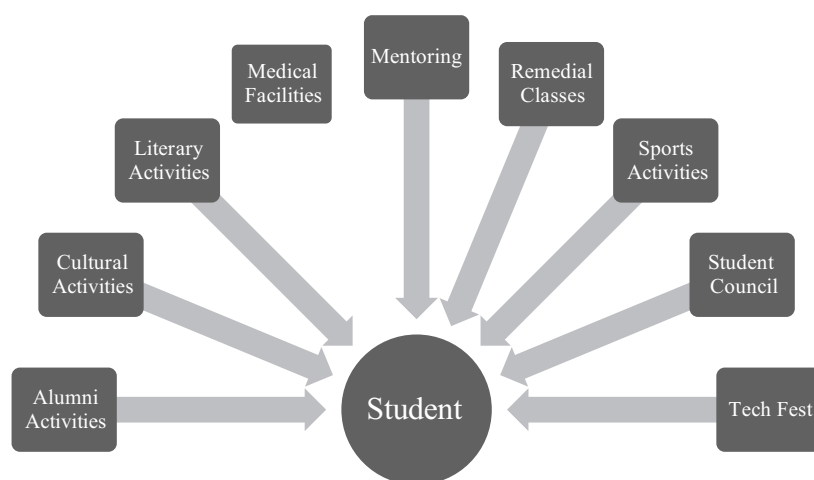 Mentoring
Medical
Facilities
Remedial
Classes
Literary
Activities
Sports
Activities
Cultural
Activities
Student
Council
Alumni
Activities
Student
Tech Fest